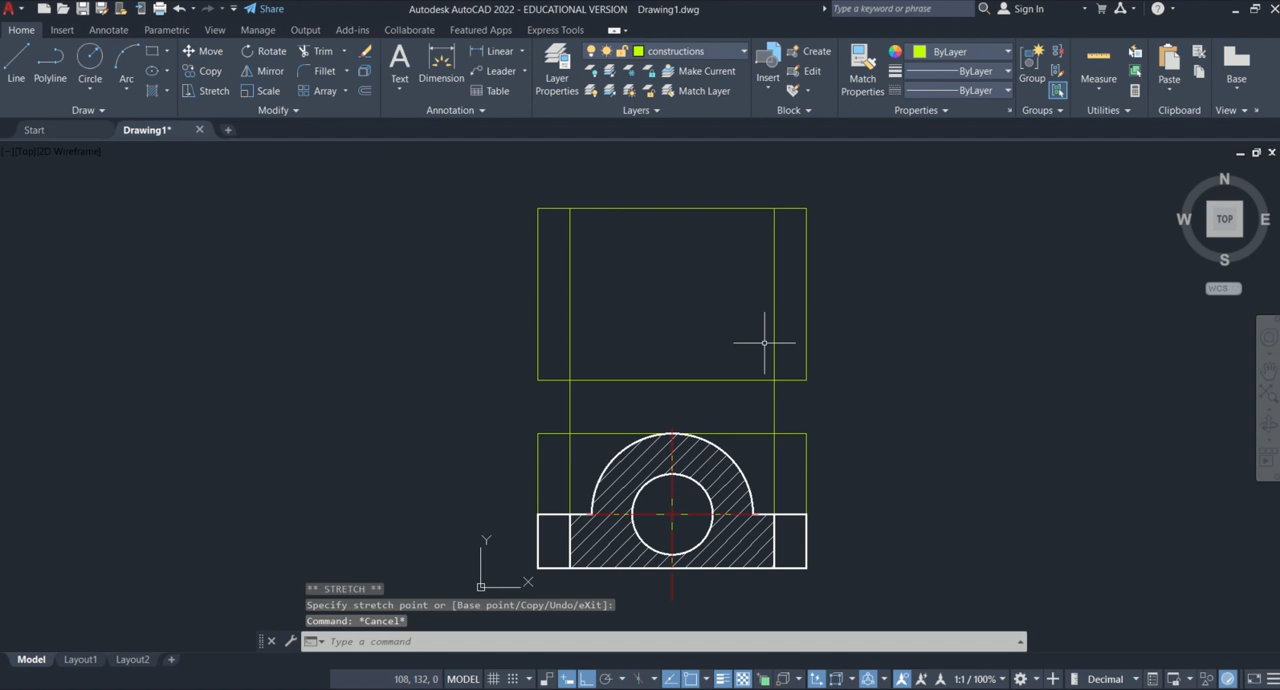 Share
Autodesk AutoCAD 2022 - EDUCATIONAL VERSION Drawing1.dwg
Type a keyword or phrase
Sign In
Home Insert Annotate Parametric View Manage Output Add-ins Collaborate Featured Apps Express Tools
Line
Polyline
Circle
Arc
Move
Rotate
Trim
Copy
Mirror
Fillet
Stretch
Scale
Array
Text
Dimension
Linear
Leader
Table
Layer
Properties
constructions
Make Current
Match Layer
Insert
Create
Edit
Match
Properties
ByLayer
ByLayer
ByLayer
Group
Measure
Paste
Base
Draw
Modify
Annotation
Layers
Block
Properties
Groups
Utilities
Clipboard
View
Start
Drawing1*
[−][Top][2D Wireframe]
N
W
TOP
E
S
WCS
Y
X
** STRETCH **
Specify stretch point or [Base point/Copy/Undo/eXit]:
Command: *Cancel*
Type a command
Model Layout1 Layout2
108, 132, 0 MODEL 1:1 / 100% Decimal